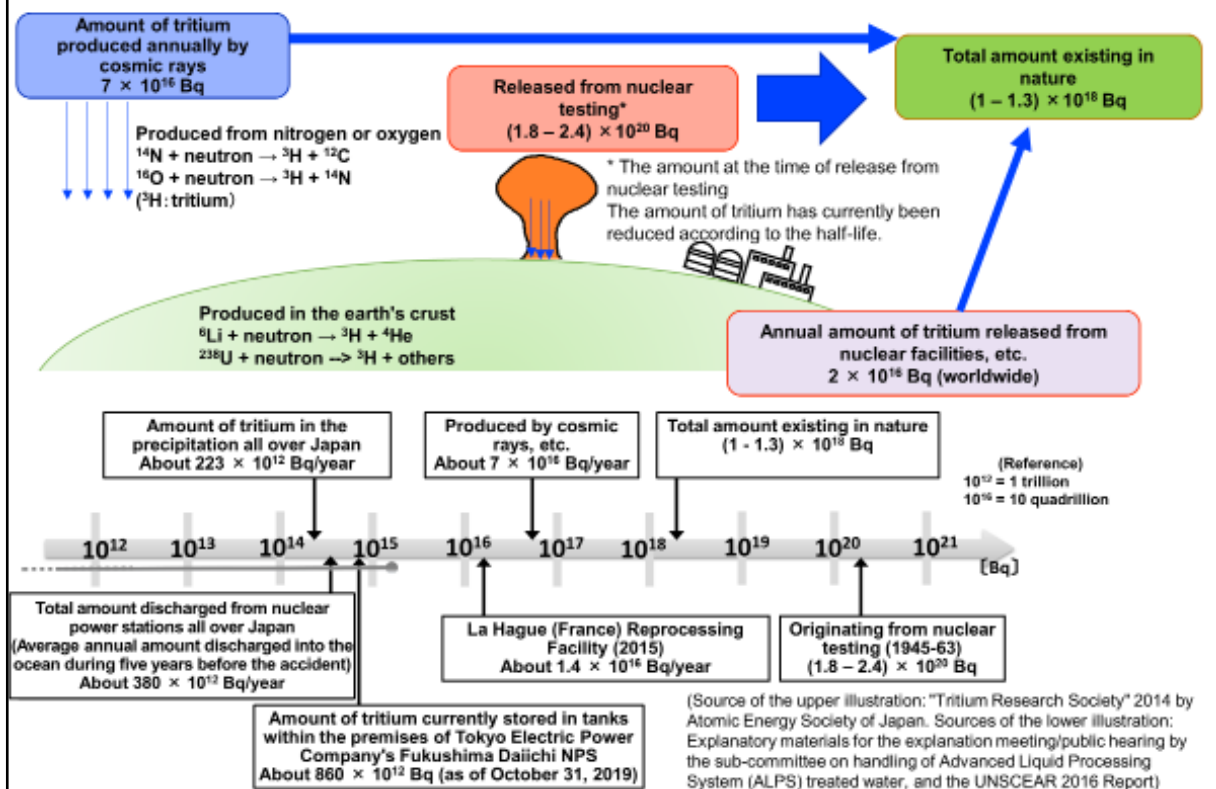 Amount of tritium
produced annually by
cosmic rays
7 × 10¹⁶ Bq
Total amount existing in
nature
(1 – 1.3) × 10¹⁸ Bq
Released from nuclear
testing*
(1.8 – 2.4) × 10²⁰ Bq
Produced from nitrogen or oxygen
¹⁴N + neutron → ³H + ¹²C
¹⁶O + neutron → ³H + ¹⁴N
(³H: tritium)
* The amount at the time of release from
nuclear testing
The amount of tritium has currently been
reduced according to the half-life.
Produced in the earth's crust
⁶Li + neutron → ³H + ⁴He
²³⁸U + neutron --> ³H + others
Annual amount of tritium released from
nuclear facilities, etc.
2 × 10¹⁶ Bq (worldwide)
Amount of tritium in the
precipitation all over Japan
About 223 × 10¹² Bq/year
Produced by cosmic
rays, etc.
About 7 × 10¹⁶ Bq/year
Total amount existing in nature
(1 - 1.3) × 10¹⁸ Bq
(Reference)
10¹² = 1 trillion
10¹⁶ = 10 quadrillion
10¹² 10¹³ 10¹⁴ 10¹⁵ 10¹⁶ 10¹⁷ 10¹⁸ 10¹⁹ 10²⁰ 10²¹
[Bq]
Total amount discharged from nuclear
power stations all over Japan
(Average annual amount discharged into the
ocean during five years before the accident)
About 380 × 10¹² Bq/year
La Hague (France) Reprocessing
Facility (2015)
About 1.4 × 10¹⁶ Bq/year
Originating from nuclear
testing (1945-63)
(1.8 – 2.4) × 10²⁰ Bq
Amount of tritium currently stored in tanks
within the premises of Tokyo Electric Power
Company's Fukushima Daiichi NPS
About 860 × 10¹² Bq (as of October 31, 2019)
(Source of the upper illustration: "Tritium Research Society" 2014 by
Atomic Energy Society of Japan. Sources of the lower illustration:
Explanatory materials for the explanation meeting/public hearing by
the sub-committee on handling of Advanced Liquid Processing
System (ALPS) treated water, and the UNSCEAR 2016 Report)